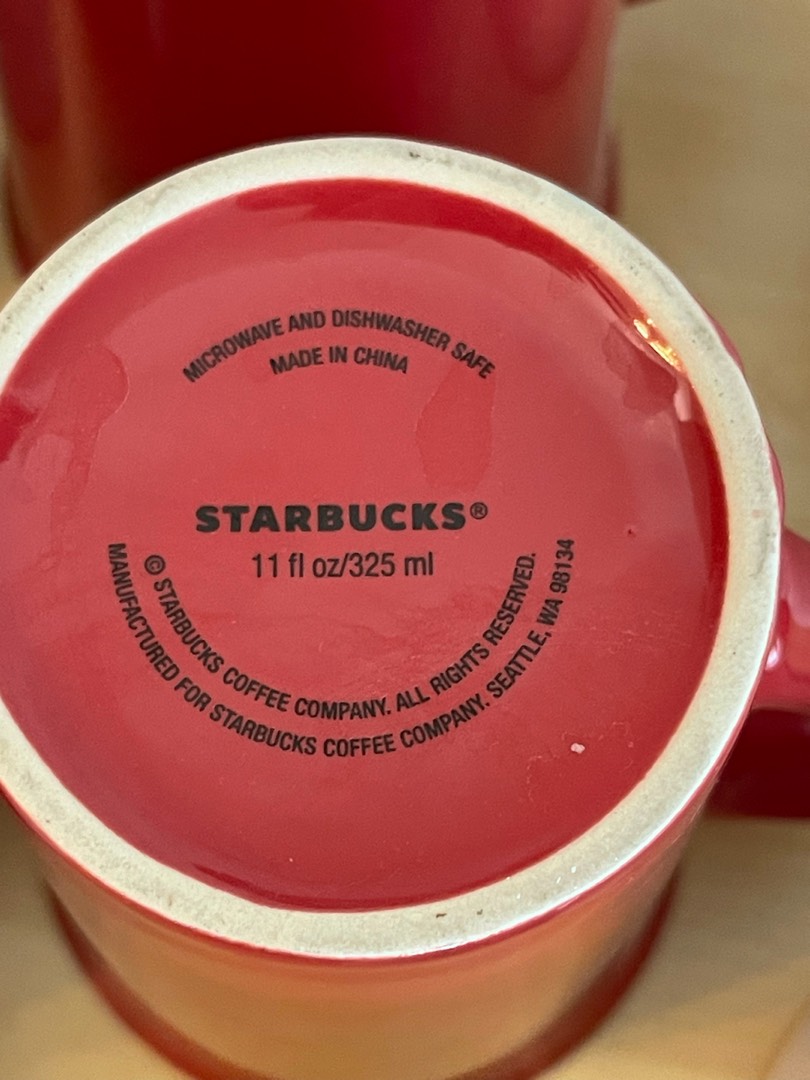 MICROWAVE AND DISHWASHER SAFE
MADE IN CHINA
STARBUCKS®
11 fl oz/325 ml
© STARBUCKS COFFEE COMPANY. ALL RIGHTS RESERVED.
MANUFACTURED FOR STARBUCKS COFFEE COMPANY. SEATTLE, WA 98134